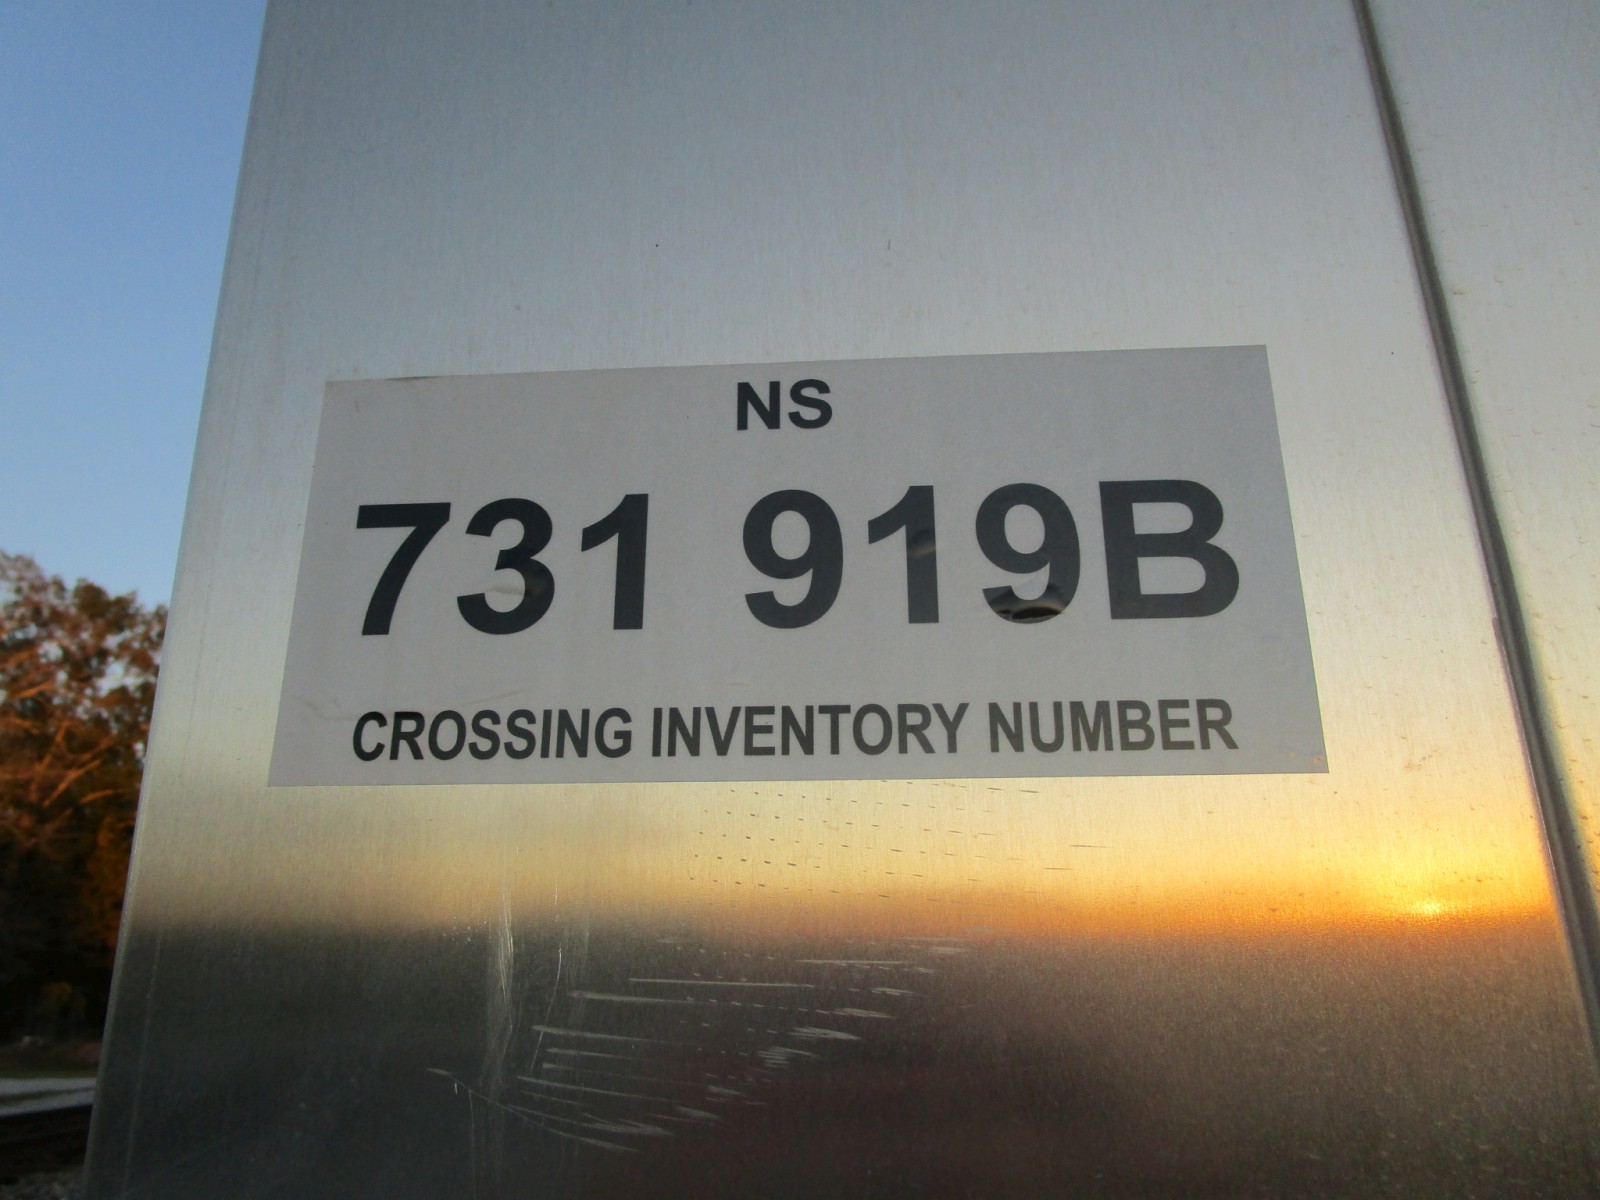 NS
731 919B
CROSSING INVENTORY NUMBER